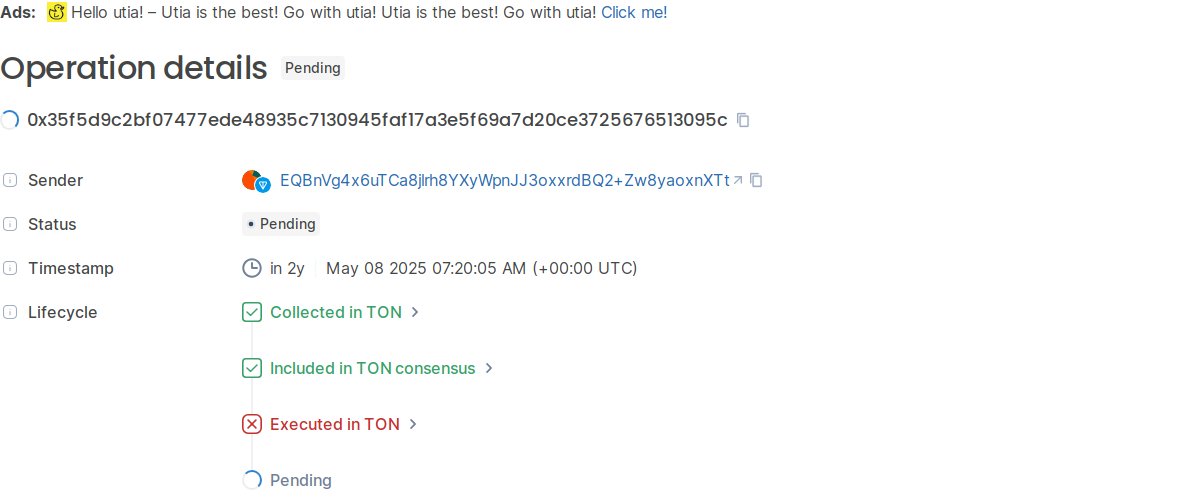 Ads: Hello utia! – Utia is the best! Go with utia! Utia is the best! Go with utia! Click me!
Operation details Pending
0x35f5d9c2bf07477ede48935c7130945faf17a3e5f69a7d20ce3725676513095c
Sender EQBnVg4x6uTCa8jlrh8YXyWpnJJ3oxxrdBQ2+Zw8yaoxnXTt
Status Pending
Timestamp in 2y May 08 2025 07:20:05 AM (+00:00 UTC)
Lifecycle Collected in TON
Included in TON consensus
Executed in TON
Pending